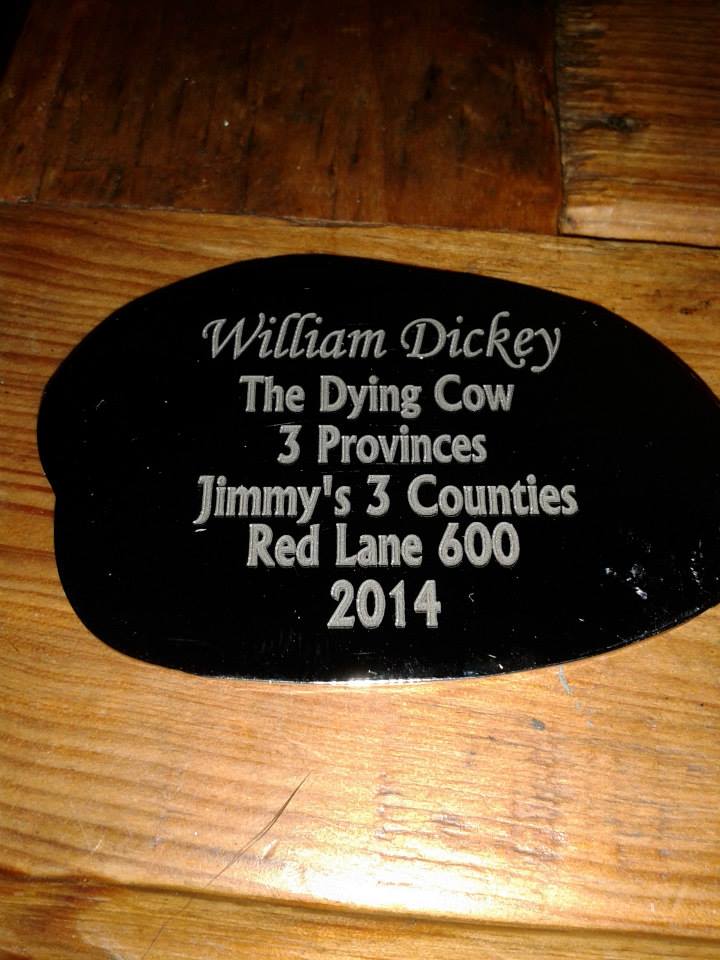 William Dickey
The Dying Cow
3 Provinces
Jimmy's 3 Counties
Red Lane 600
2014